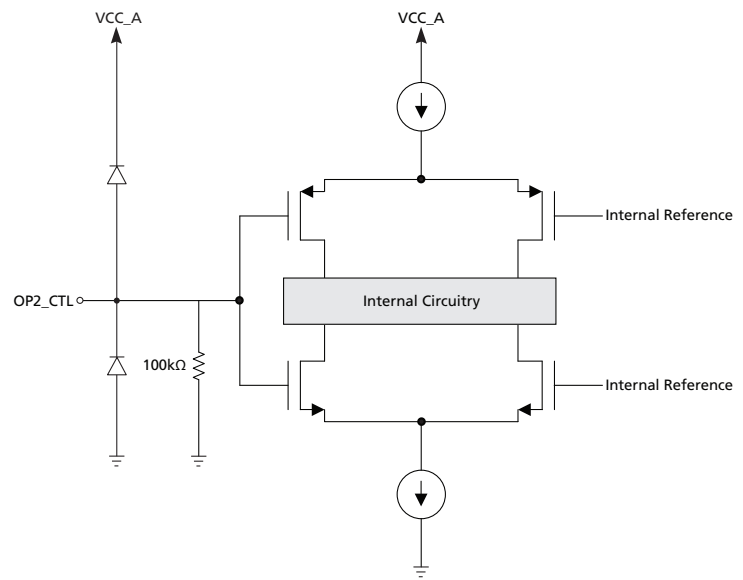 VCC_A
VCC_A
Internal Reference
OP2_CTL
Internal Circuitry
100kΩ
Internal Reference